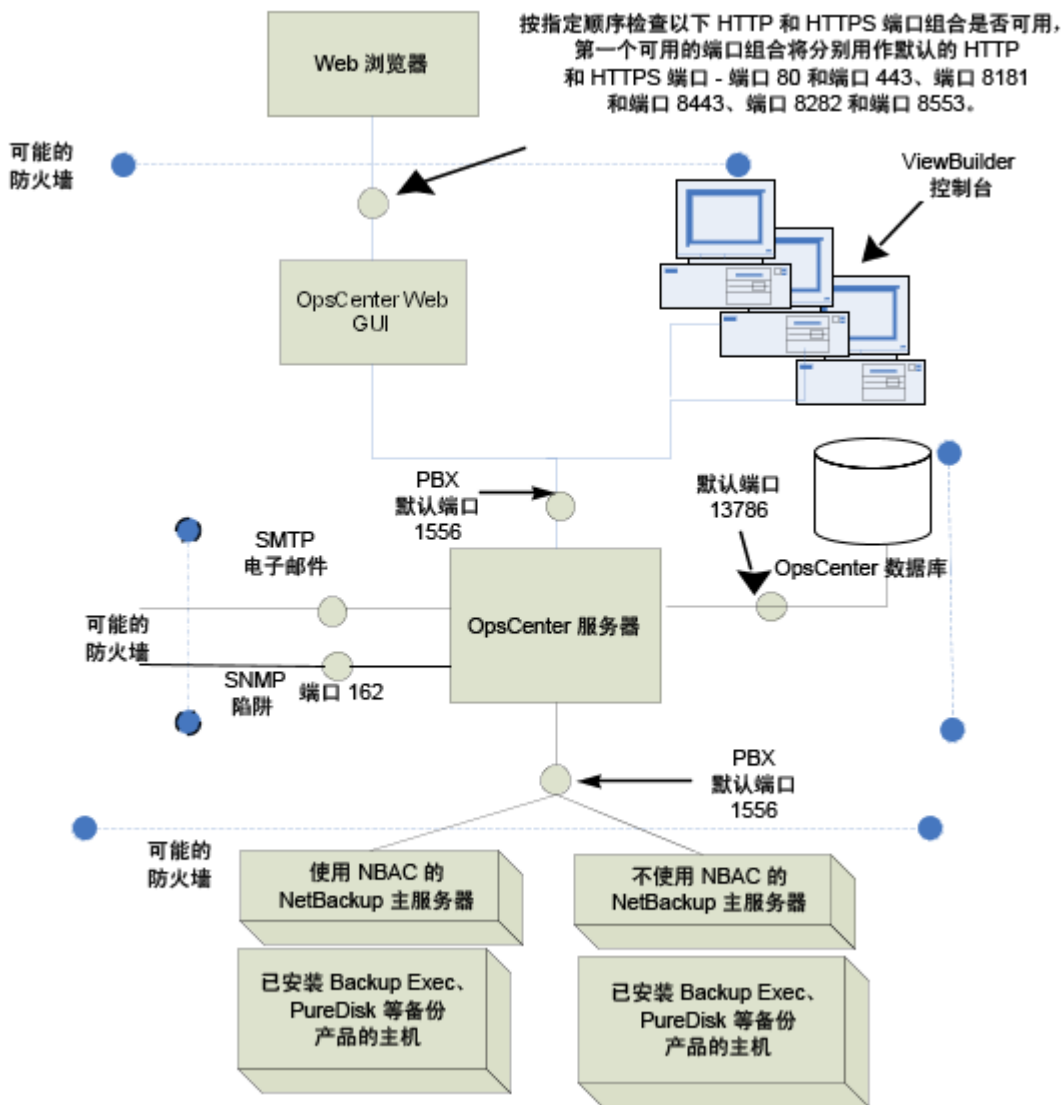 按指定顺序检查以下 HTTP 和 HTTPS 端口组合是否可用，
第一个可用的端口组合将分别用作默认的 HTTP
和 HTTPS 端口 - 端口 80 和端口 443、端口 8181
和端口 8443、端口 8282 和端口 8553。
Web 浏览器
可能的
防火墙
ViewBuilder
控制台
OpsCenter Web
GUI
PBX
默认端口
1556
默认端口
13786
SMTP
电子邮件
OpsCenter 数据库
可能的
防火墙
OpsCenter 服务器
SNMP
陷阱
端口 162
PBX
默认端口
1556
可能的
防火墙
使用 NBAC 的
NetBackup 主服务器
不使用 NBAC 的
NetBackup 主服务器
已安装 Backup Exec、
PureDisk 等备份
产品的主机
已安装 Backup Exec、
PureDisk 等备份
产品的主机